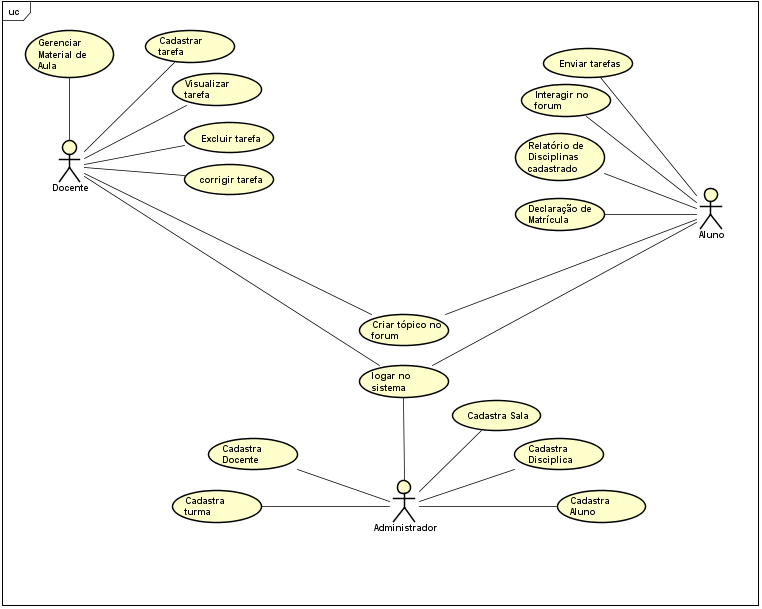 uc
Gerenciar
Material de
Aula
Cadastrar
tarefa
Visualizar
tarefa
Excluir tarefa
corrigir tarefa
Docente
Enviar tarefas
Interagir no
forum
Relatório de
Disciplinas
cadastrado
Declaração de
Matrícula
Aluno
Criar tópico no
forum
logar no
sistema
Cadastra Sala
Cadastra
Docente
Cadastra
Disciplica
Cadastra
turma
Cadastra
Aluno
Administrador